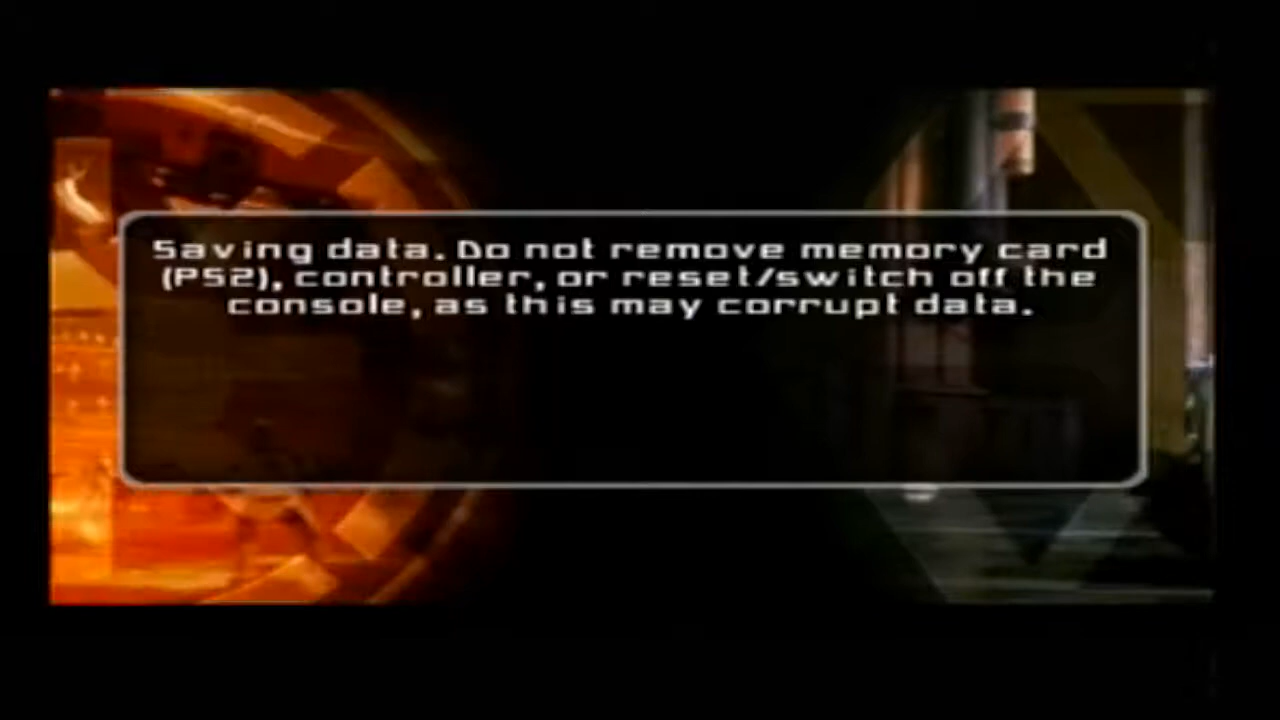 Saving data. Do not remove memory card
(PS2), controller, or reset/switch off the
console, as this may corrupt data.